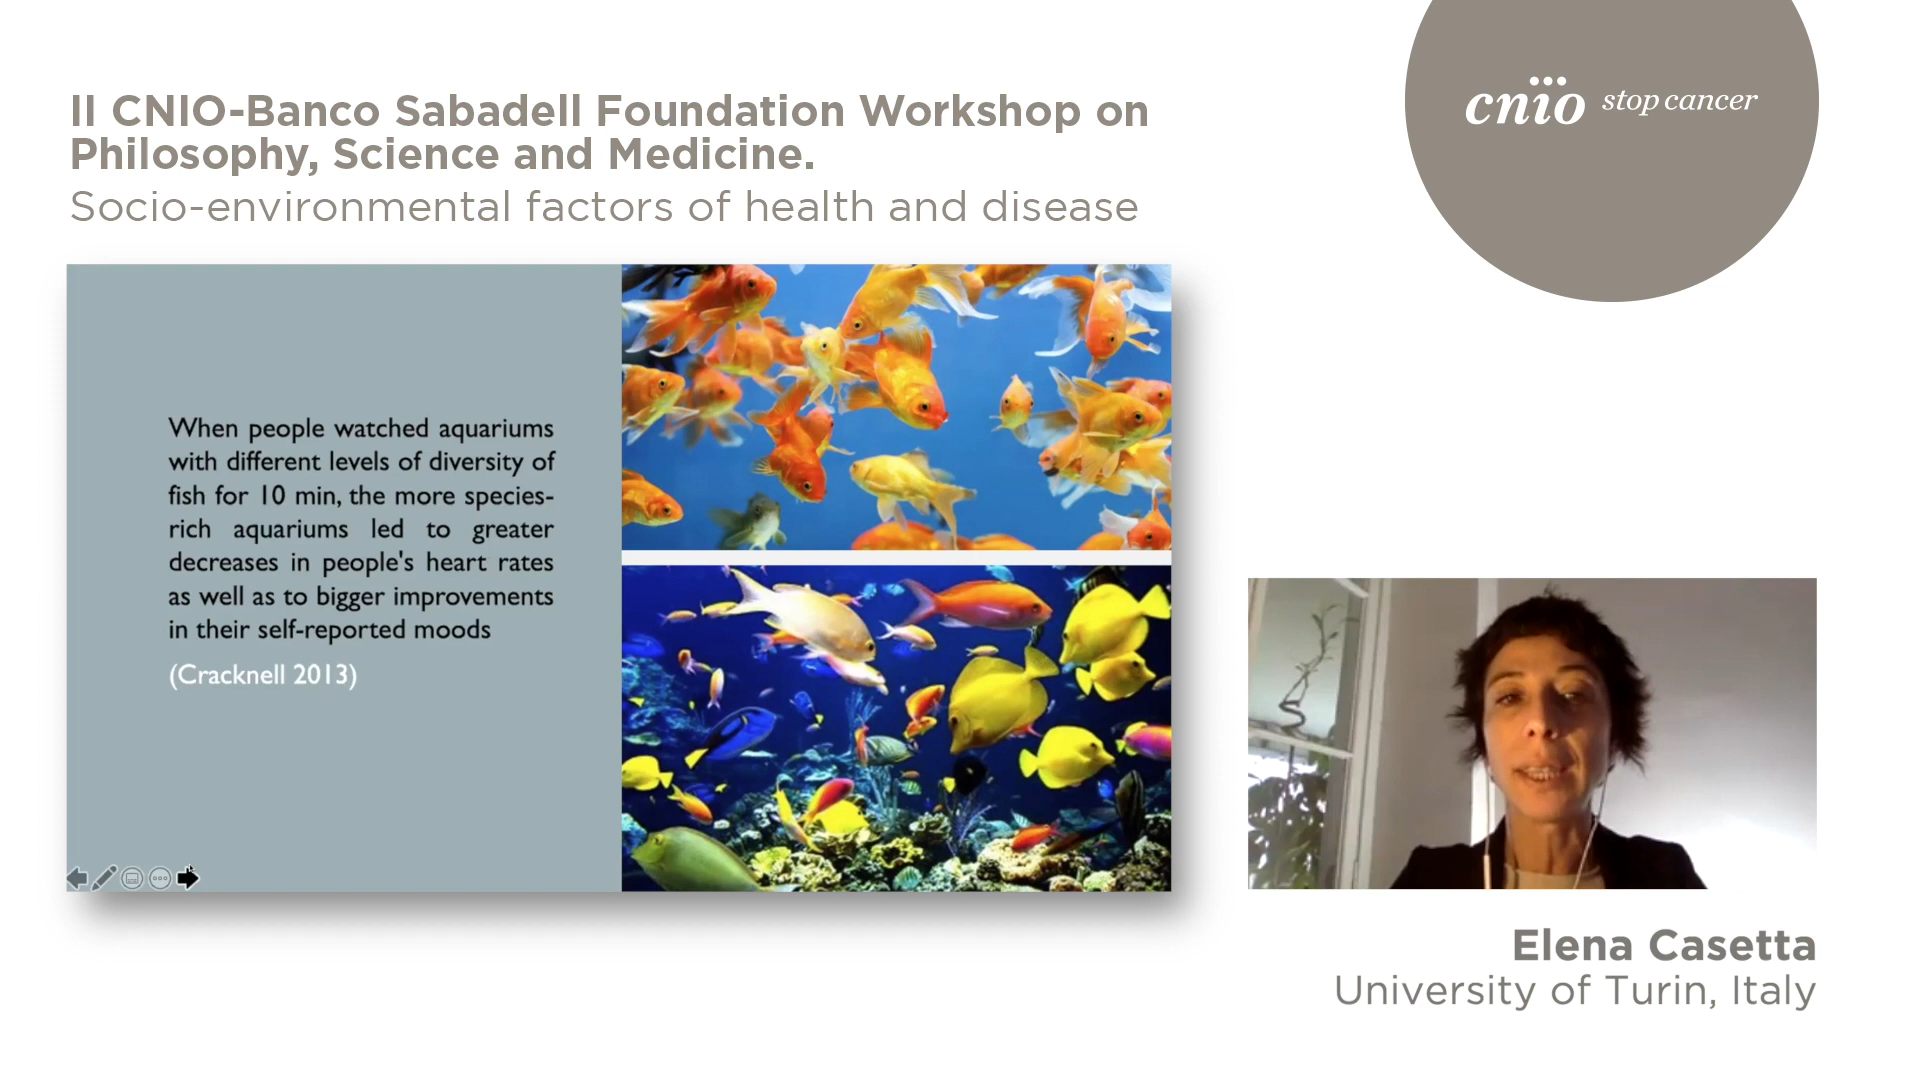 II CNIO-Banco Sabadell Foundation Workshop on
Philosophy, Science and Medicine.
Socio-environmental factors of health and disease
cnio stop cancer
When people watched aquariums
with different levels of diversity of
fish for 10 min, the more species-
rich aquariums led to greater
decreases in people's heart rates
as well as to bigger improvements
in their self-reported moods
(Cracknell 2013)
Elena Casetta
University of Turin, Italy